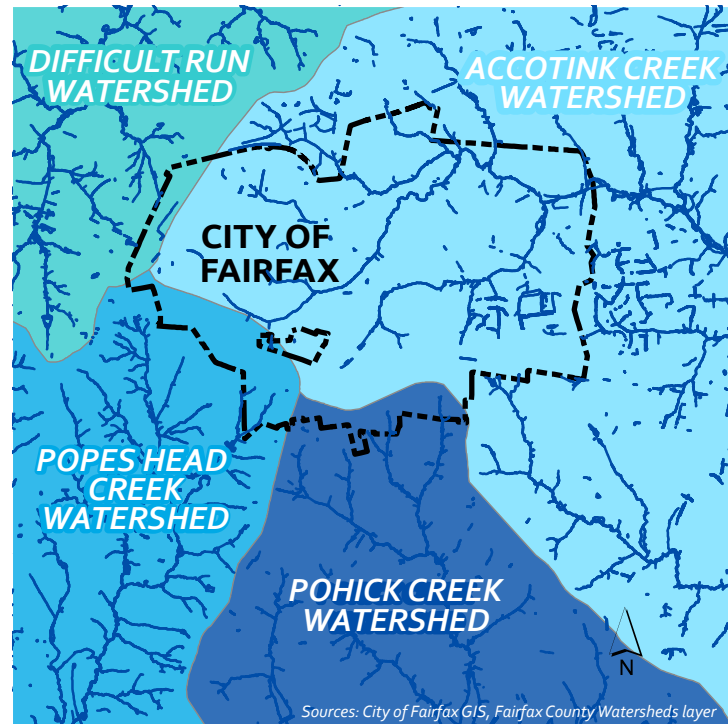 DIFFICULT RUN
WATERSHED
ACCOTINK CREEK
WATERSHED
CITY OF
FAIRFAX
POPES HEAD
CREEK
WATERSHED
POHICK CREEK
WATERSHED
N
Sources: City of Fairfax GIS, Fairfax County Watersheds layer